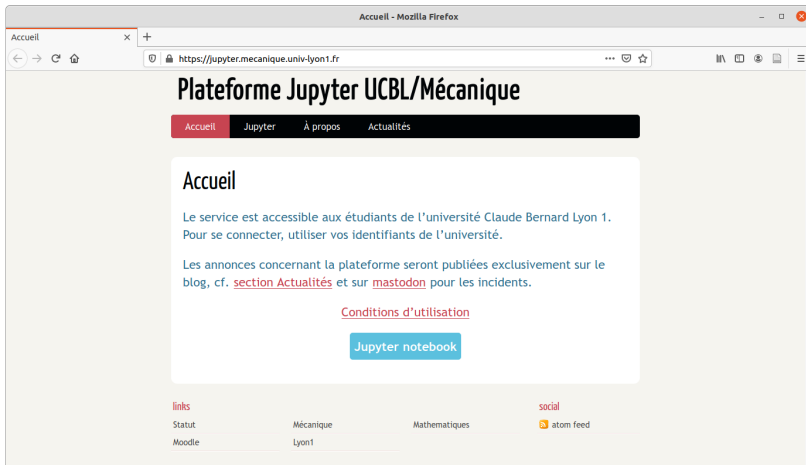 Accueil - Mozilla Firefox
Accueil
https://jupyter.mecanique.univ-lyon1.fr
Plateforme Jupyter UCBL/Mécanique
Accueil Jupyter À propos Actualités
Accueil
Le service est accessible aux étudiants de l'université Claude Bernard Lyon 1.
Pour se connecter, utiliser vos identifiants de l'université.
Les annonces concernant la plateforme seront publiées exclusivement sur le
blog, cf. section Actualités et sur mastodon pour les incidents.
Conditions d'utilisation
Jupyter notebook
links social
Statut Mécanique Mathematiques atom feed
Moodle Lyon1